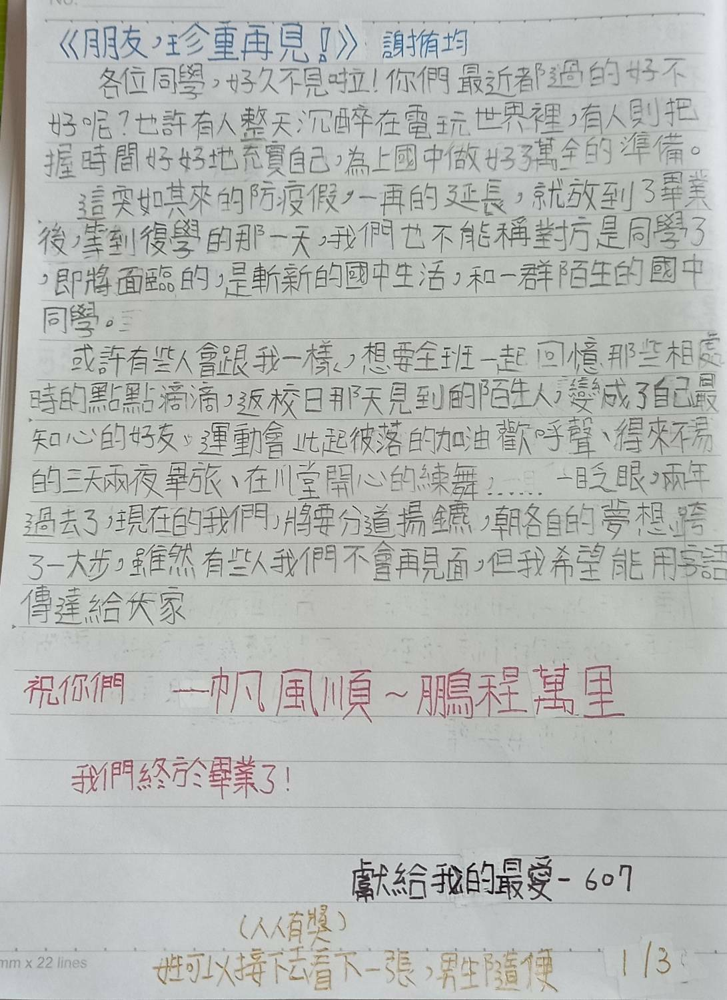 No.
《朋友，珍重再見！》 謝侑均
各位同學，好久不見啦！你們最近都過的好不
好呢？也許有人整天沉醉在電玩世界裡，有人則把
握時間好好地充實自己，為上國中做好了萬全的準備。
這突如其來的防疫假，一再的延長，就放到了畢業
後，等到復學的那一天，我們也不能稱對方是同學了
，即將面臨的，是斬新的國中生活，和一群陌生的國中
同學。
或許有些人會跟我一樣，想要全班一起回憶那些相處
時的點點滴滴，返校日那天見到的陌生人，變成了自己最
知心的好友、運動會此起彼落的加油歡呼聲、得來不易
的三天兩夜畢旅、在川堂開心的練舞，...... 一眨眼，兩年
過去了，現在的我們，將要分道揚鑣，朝各自的夢想跨
了一大步，雖然有些人我們不會再見面，但我希望能用字語
傳達給大家
祝你們 一帆風順～鵬程萬里
我們終於畢業了！
獻給我的最愛－607
（人人有獎）
mm x 22 lines
可以接下去看下一張，男生隨便 1/3